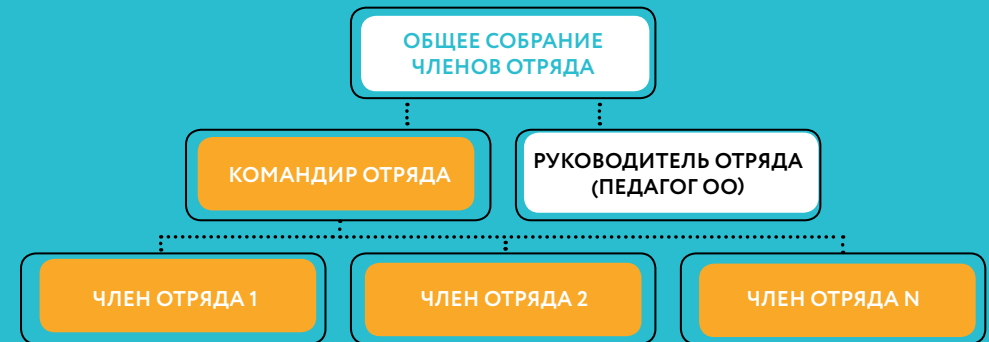 ОБЩЕЕ СОБРАНИЕ
ЧЛЕНОВ ОТРЯДА
КОМАНДИР ОТРЯДА
РУКОВОДИТЕЛЬ ОТРЯДА
(ПЕДАГОГ ОО)
ЧЛЕН ОТРЯДА 1
ЧЛЕН ОТРЯДА 2
ЧЛЕН ОТРЯДА N